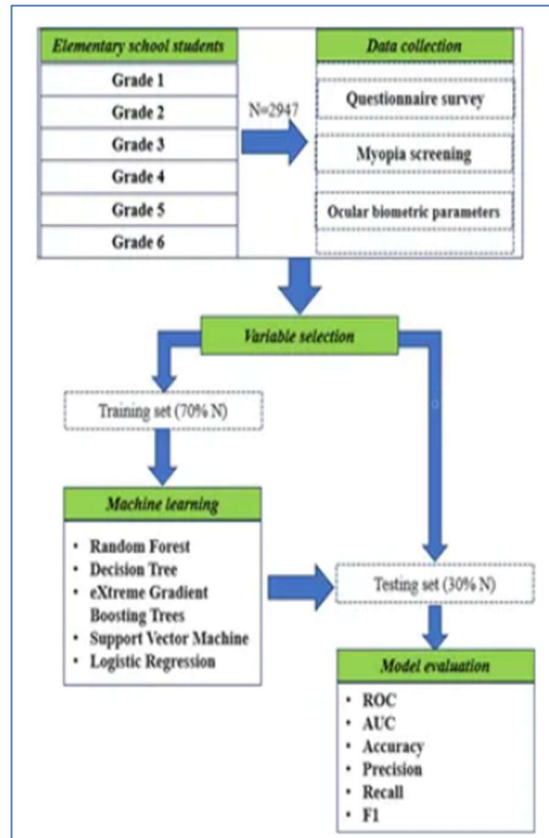 Elementary school students
Grade 1
Grade 2
Grade 3
Grade 4
Grade 5
Grade 6
N=2947
Data collection
Questionnaire survey
Myopia screening
Ocular biometric parameters
Variable selection
Training set (70% N)
Machine learning
• Random Forest
• Decision Tree
• eXtreme Gradient
Boosting Trees
• Support Vector Machine
• Logistic Regression
Testing set (30% N)
Model evaluation
• ROC
• AUC
• Accuracy
• Precision
• Recall
• F1